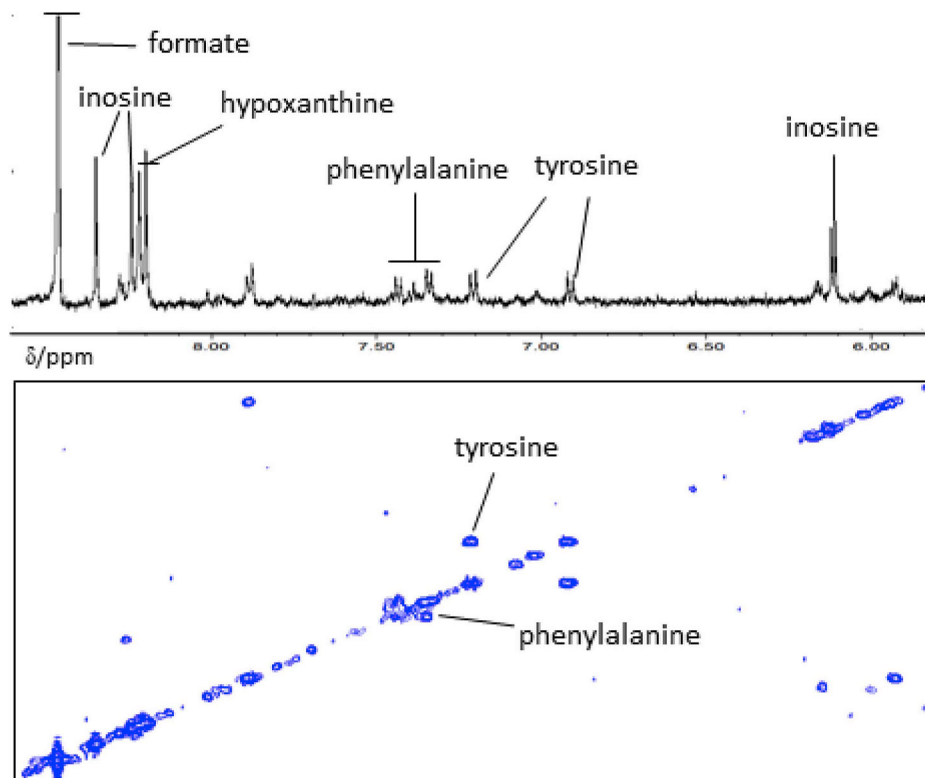 formate
inosine
hypoxanthine
phenylalanine
tyrosine
inosine
δ/ppm
8.00
7.50
7.00
6.50
6.00
tyrosine
phenylalanine